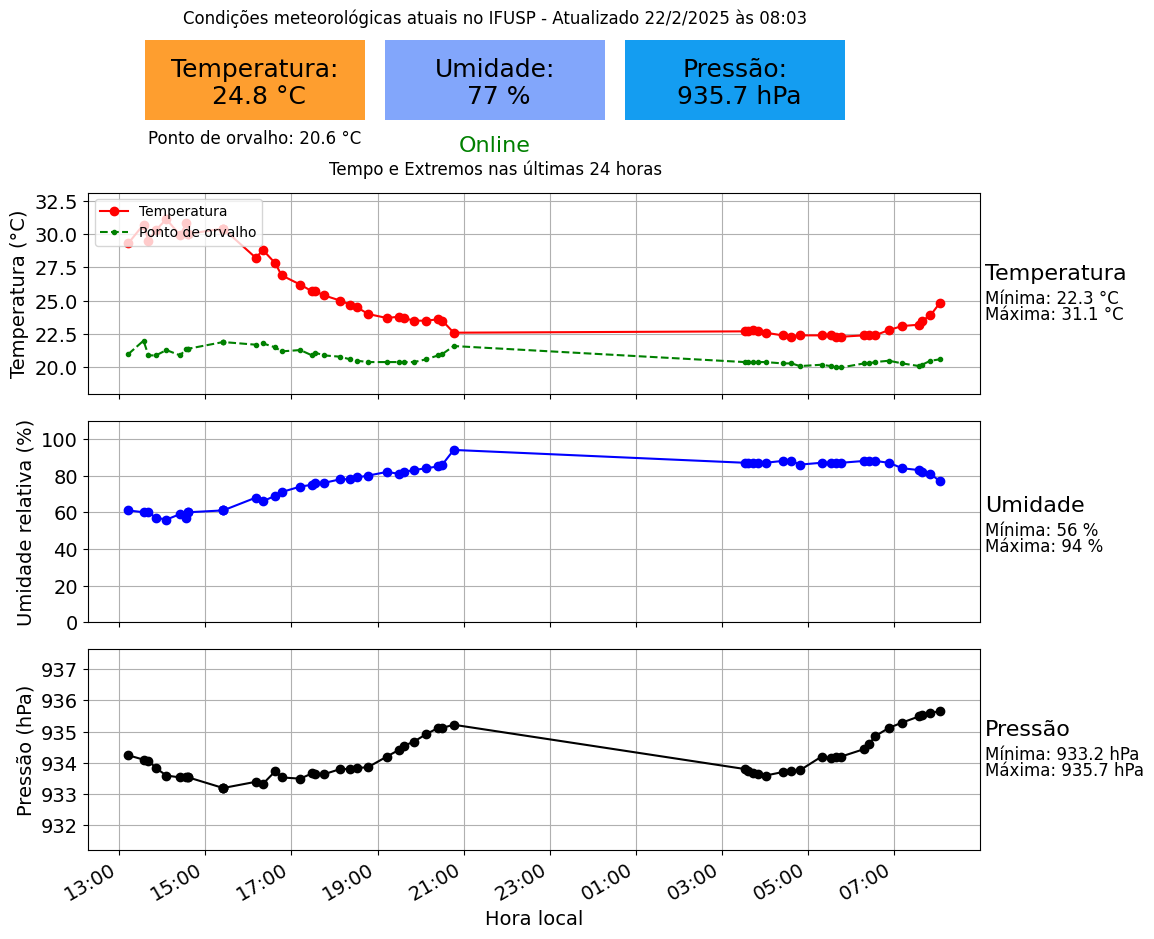 Condições meteorológicas atuais no IFUSP - Atualizado 22/2/2025 às 08:03
Temperatura:
24.8 °C
Umidade:
77 %
Pressão:
935.7 hPa
Ponto de orvalho: 20.6 °C
Online
Tempo e Extremos nas últimas 24 horas
Temperatura (°C)
32.5
30.0
27.5
25.0
22.5
20.0
Temperatura
Ponto de orvalho
Temperatura
Mínima: 22.3 °C
Máxima: 31.1 °C
Umidade relativa (%)
100
80
60
40
20
0
Umidade
Mínima: 56 %
Máxima: 94 %
Pressão (hPa)
937
936
935
934
933
932
Pressão
Mínima: 933.2 hPa
Máxima: 935.7 hPa
13:00
15:00
17:00
19:00
21:00
23:00
01:00
03:00
05:00
07:00
Hora local